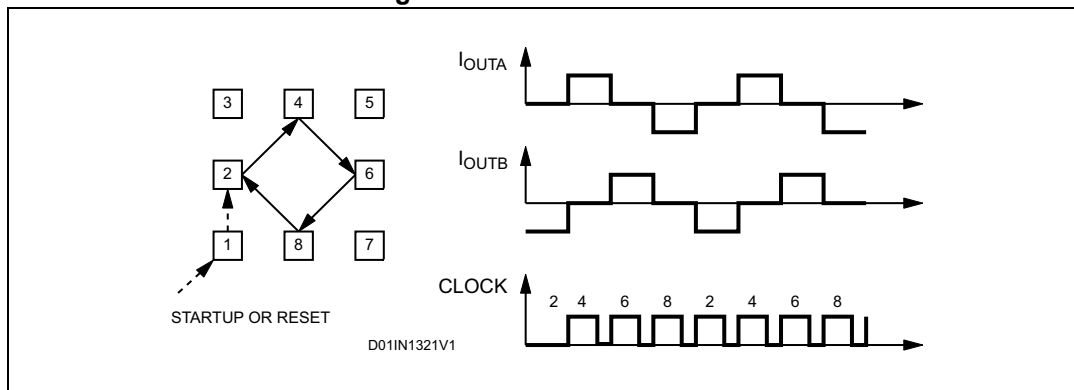 I_OUTA
3 4 5
I_OUTB
2 6
CLOCK
2 4 6 8 2 4 6 8
1 8 7
STARTUP OR RESET
D01IN1321V1